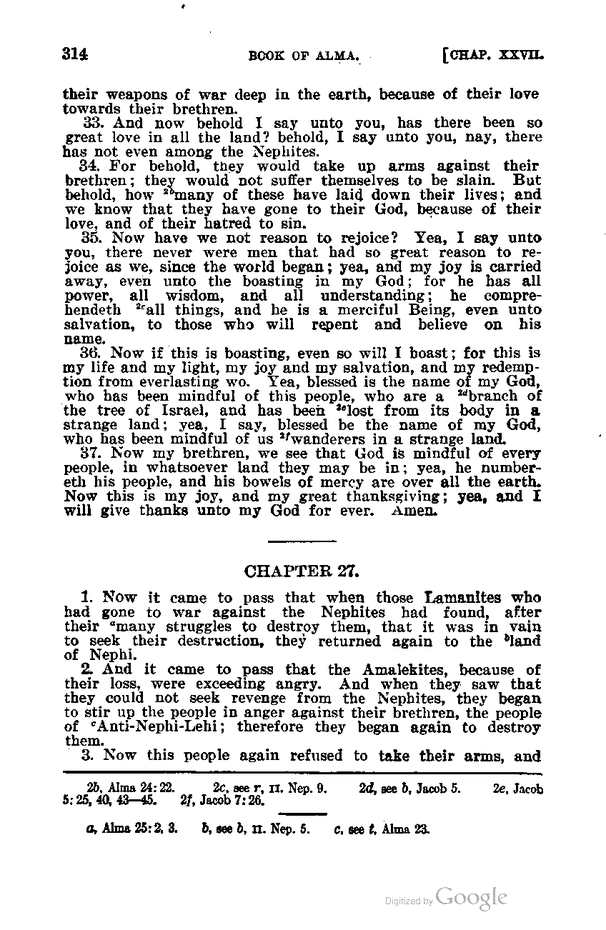 314 BOOK OF ALMA. [CHAP. XXVII.
their weapons of war deep in the earth, because of their love
towards their brethren.
33. And now behold I say unto you, has there been so
great love in all the land? behold, I say unto you, nay, there
has not even among the Nephites.
34. For behold, they would take up arms against their
brethren; they would not suffer themselves to be slain. But
behold, how 2bmany of these have laid down their lives; and
we know that they have gone to their God, because of their
love, and of their hatred to sin.
35. Now have we not reason to rejoice? Yea, I say unto
you, there never were men that had so great reason to re-
joice as we, since the world began; yea, and my joy is carried
away, even unto the boasting in my God; for he has all
power, all wisdom, and all understanding; he compre-
hendeth 2call things, and he is a merciful Being, even unto
salvation, to those who will repent and believe on his
name.
36. Now if this is boasting, even so will I boast; for this is
my life and my light, my joy and my salvation, and my redemp-
tion from everlasting wo. Yea, blessed is the name of my God,
who has been mindful of this people, who are a 2dbranch of
the tree of Israel, and has been 2elost from its body in a
strange land; yea, I say, blessed be the name of my God,
who has been mindful of us 2fwanderers in a strange land.
37. Now my brethren, we see that God is mindful of every
people, in whatsoever land they may be in; yea, he number-
eth his people, and his bowels of mercy are over all the earth.
Now this is my joy, and my great thanksgiving; yea, and I
will give thanks unto my God for ever. Amen.
CHAPTER 27.
1. Now it came to pass that when those Lamanites who
had gone to war against the Nephites had found, after
their amany struggles to destroy them, that it was in vain
to seek their destruction, they returned again to the bland
of Nephi.
2. And it came to pass that the Amalekites, because of
their loss, were exceeding angry. And when they saw that
they could not seek revenge from the Nephites, they began
to stir up the people in anger against their brethren, the people
of cAnti-Nephi-Lehi; therefore they began again to destroy
them.
3. Now this people again refused to take their arms, and
2b, Alma 24:22. 2c, see r, II. Nep. 9. 2d, see b, Jacob 5. 2e, Jacob
5:25, 40, 43—45. 2f, Jacob 7:26.
a, Alma 25:2, 3. b, see b, II. Nep. 5. c, see t, Alma 23.
Digitized by Google